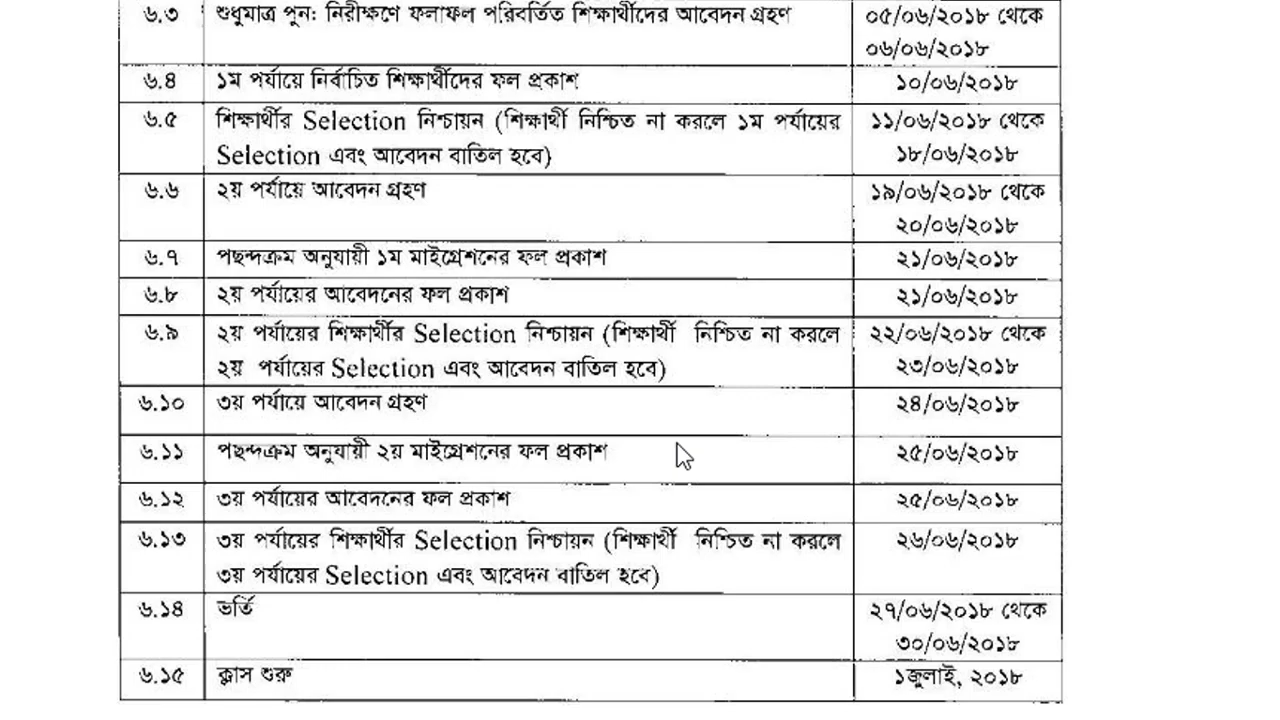 ৬.৩ শুধুমাত্র পুন: নিরীক্ষণে ফলাফল পরিবর্তিত শিক্ষার্থীদের আবেদন গ্রহণ ০৫/০৬/২০১৮ থেকে
০৬/০৬/২০১৮
৬.৪ ১ম পর্যায়ে নির্বাচিত শিক্ষার্থীদের ফল প্রকাশ ১০/০৬/২০১৮
৬.৫ শিক্ষার্থীর Selection নিশ্চায়ন (শিক্ষার্থী নিশ্চিত না করলে ১ম পর্যায়ের ১১/০৬/২০১৮ থেকে
Selection এবং আবেদন বাতিল হবে) ১৮/০৬/২০১৮
৬.৬ ২য় পর্যায়ে আবেদন গ্রহণ ১৯/০৬/২০১৮ থেকে
২০/০৬/২০১৮
৬.৭ পছন্দক্রম অনুযায়ী ১ম মাইগ্রেশনের ফল প্রকাশ ২১/০৬/২০১৮
৬.৮ ২য় পর্যায়ের আবেদনের ফল প্রকাশ ২১/০৬/২০১৮
৬.৯ ২য় পর্যায়ের শিক্ষার্থীর Selection নিশ্চায়ন (শিক্ষার্থী নিশ্চিত না করলে ২২/০৬/২০১৮ থেকে
২য় পর্যায়ের Selection এবং আবেদন বাতিল হবে) ২৩/০৬/২০১৮
৬.১০ ৩য় পর্যায়ে আবেদন গ্রহণ ২৪/০৬/২০১৮
৬.১১ পছন্দক্রম অনুযায়ী ২য় মাইগ্রেশনের ফল প্রকাশ ২৫/০৬/২০১৮
৬.১২ ৩য় পর্যায়ের আবেদনের ফল প্রকাশ ২৫/০৬/২০১৮
৬.১৩ ৩য় পর্যায়ের শিক্ষার্থীর Selection নিশ্চায়ন (শিক্ষার্থী নিশ্চিত না করলে ২৬/০৬/২০১৮
৩য় পর্যায়ের Selection এবং আবেদন বাতিল হবে)
৬.১৪ ভর্তি ২৭/০৬/২০১৮ থেকে
৩০/০৬/২০১৮
৬.১৫ ক্লাস শুরু ১জুলাই, ২০১৮